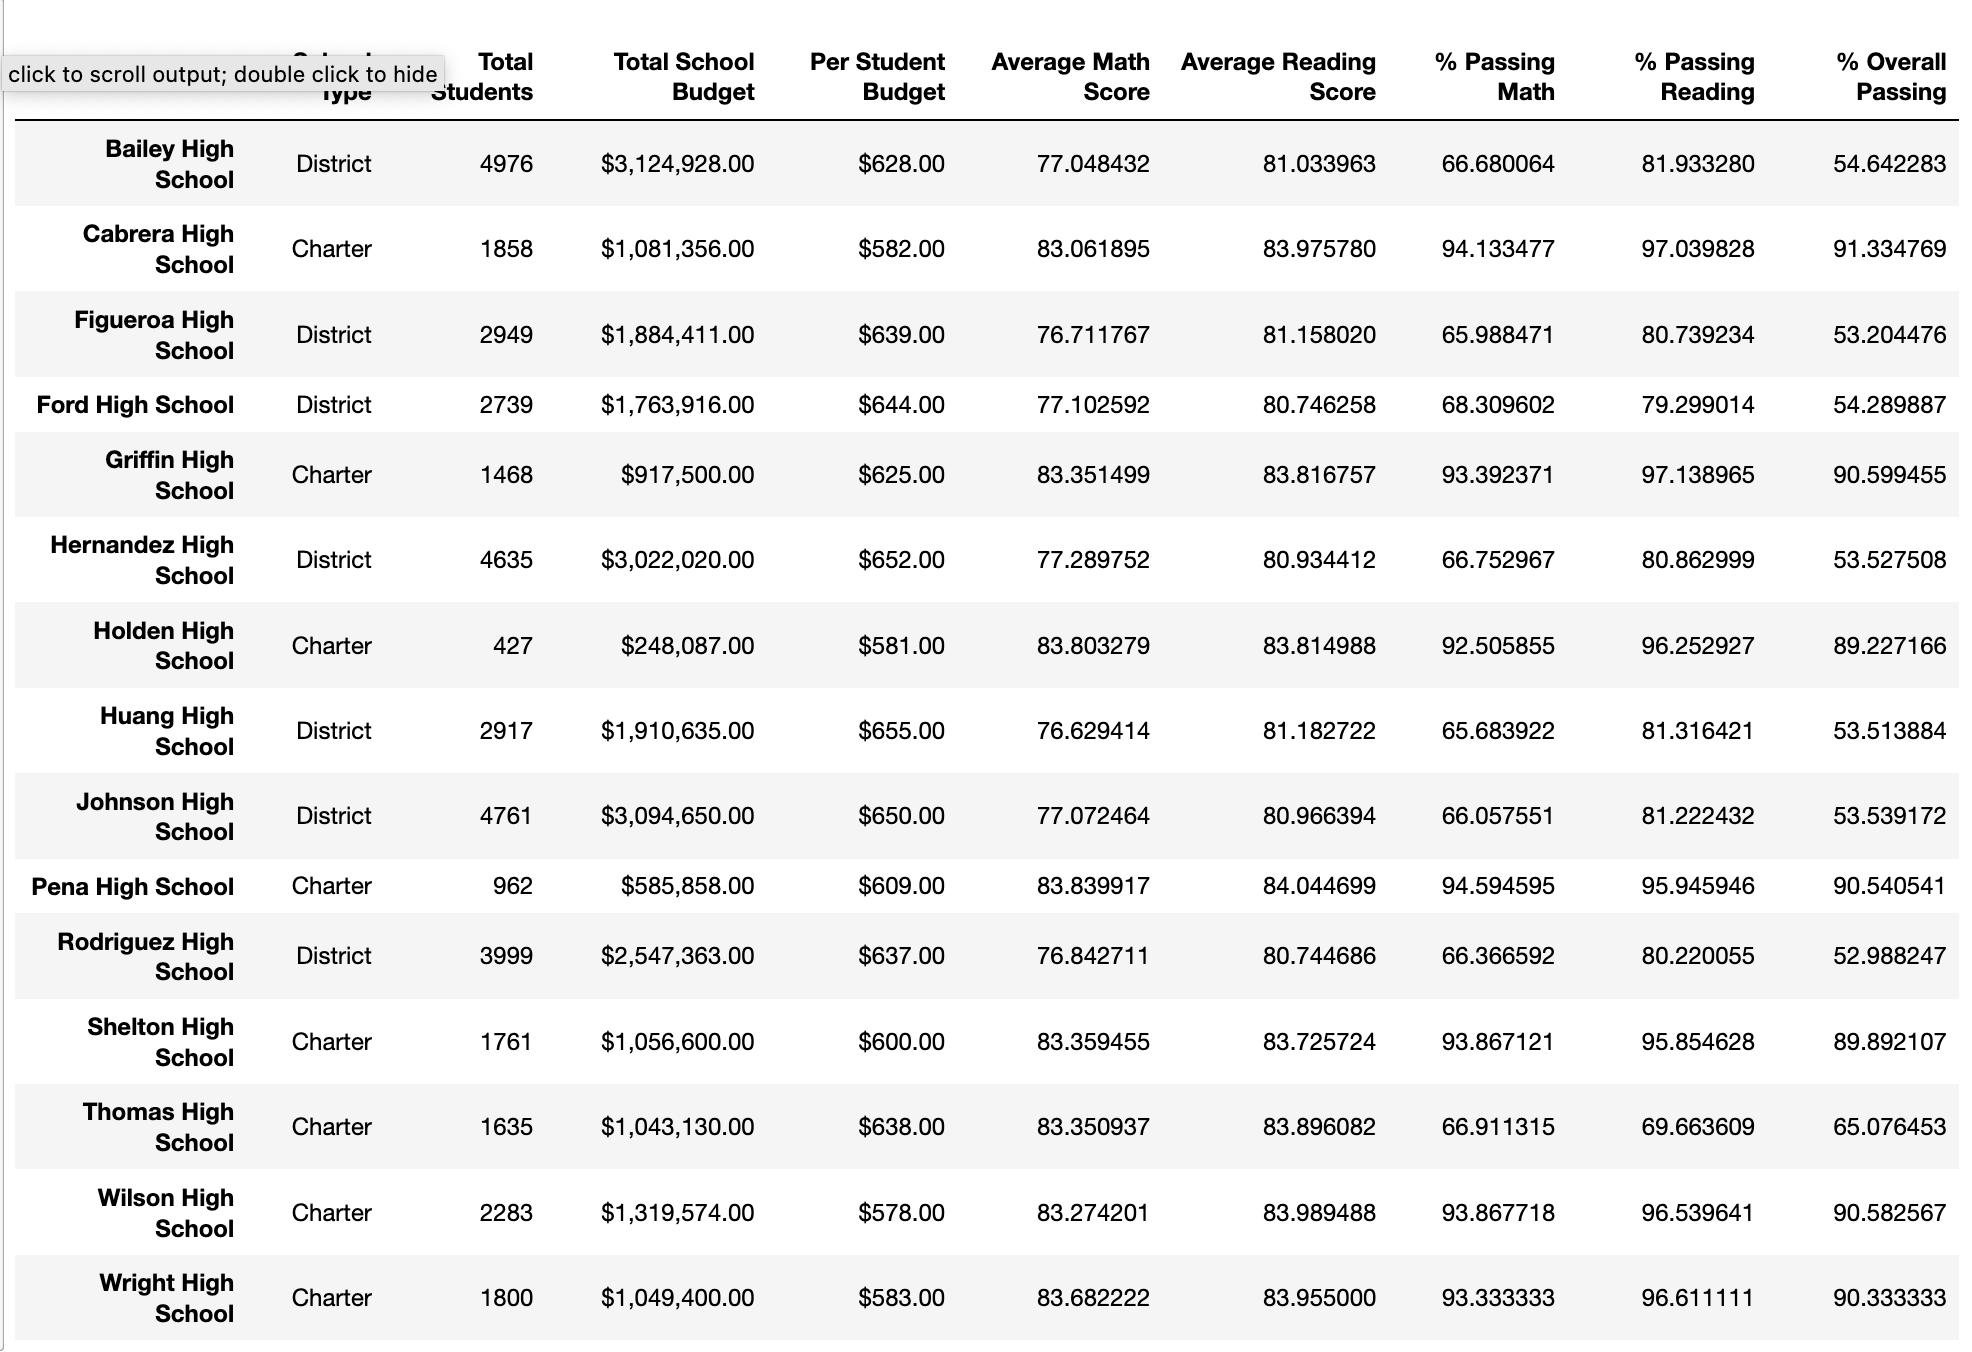 Total Total School Per Student Average Math Average Reading % Passing % Passing % Overall
click to scroll output; double click to hide
Type Students Budget Budget Score Score Math Reading Passing
Bailey High
School District 4976 $3,124,928.00 $628.00 77.048432 81.033963 66.680064 81.933280 54.642283
Cabrera High
School Charter 1858 $1,081,356.00 $582.00 83.061895 83.975780 94.133477 97.039828 91.334769
Figueroa High
School District 2949 $1,884,411.00 $639.00 76.711767 81.158020 65.988471 80.739234 53.204476
Ford High School District 2739 $1,763,916.00 $644.00 77.102592 80.746258 68.309602 79.299014 54.289887
Griffin High
School Charter 1468 $917,500.00 $625.00 83.351499 83.816757 93.392371 97.138965 90.599455
Hernandez High
School District 4635 $3,022,020.00 $652.00 77.289752 80.934412 66.752967 80.862999 53.527508
Holden High
School Charter 427 $248,087.00 $581.00 83.803279 83.814988 92.505855 96.252927 89.227166
Huang High
School District 2917 $1,910,635.00 $655.00 76.629414 81.182722 65.683922 81.316421 53.513884
Johnson High
School District 4761 $3,094,650.00 $650.00 77.072464 80.966394 66.057551 81.222432 53.539172
Pena High School Charter 962 $585,858.00 $609.00 83.839917 84.044699 94.594595 95.945946 90.540541
Rodriguez High
School District 3999 $2,547,363.00 $637.00 76.842711 80.744686 66.366592 80.220055 52.988247
Shelton High
School Charter 1761 $1,056,600.00 $600.00 83.359455 83.725724 93.867121 95.854628 89.892107
Thomas High
School Charter 1635 $1,043,130.00 $638.00 83.350937 83.896082 66.911315 69.663609 65.076453
Wilson High
School Charter 2283 $1,319,574.00 $578.00 83.274201 83.989488 93.867718 96.539641 90.582567
Wright High
School Charter 1800 $1,049,400.00 $583.00 83.682222 83.955000 93.333333 96.611111 90.333333